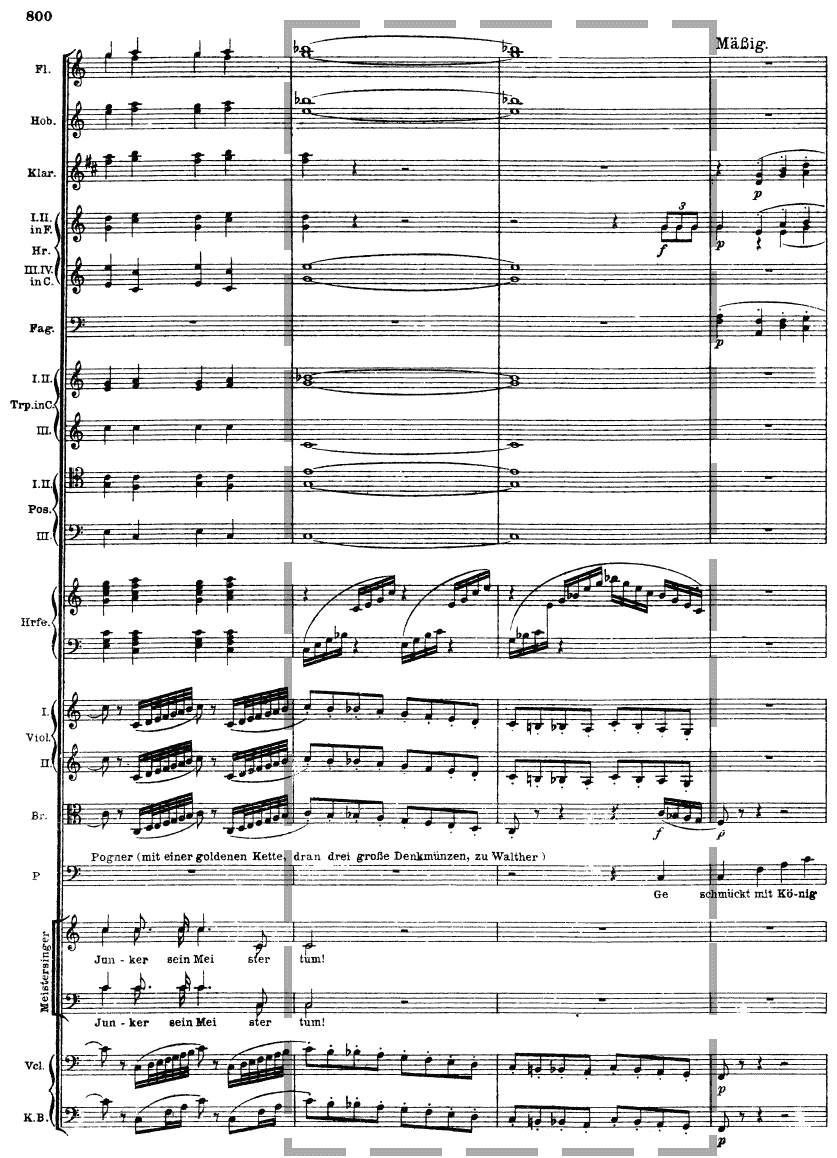 800
Mäßig.
Fl.
Hob.
Klar.
p
I.II.
in F.
p
f
3
Hr.
III.IV.
in C.
Fag.
p
I.II.
Trp.in C.
III.
I.II.
Pos.
III.
Hrfe.
I.
Viol.
II.
Br.
f
p
Pogner (mit einer goldenen Kette, dran drei große Denkmünzen, zu Walther)
P
Ge schmückt mit Kö-nig
Meistersinger
Jun - ker sein Mei ster tum!
Jun - ker sein Mei ster tum!
Vcl.
p
K.B.
p